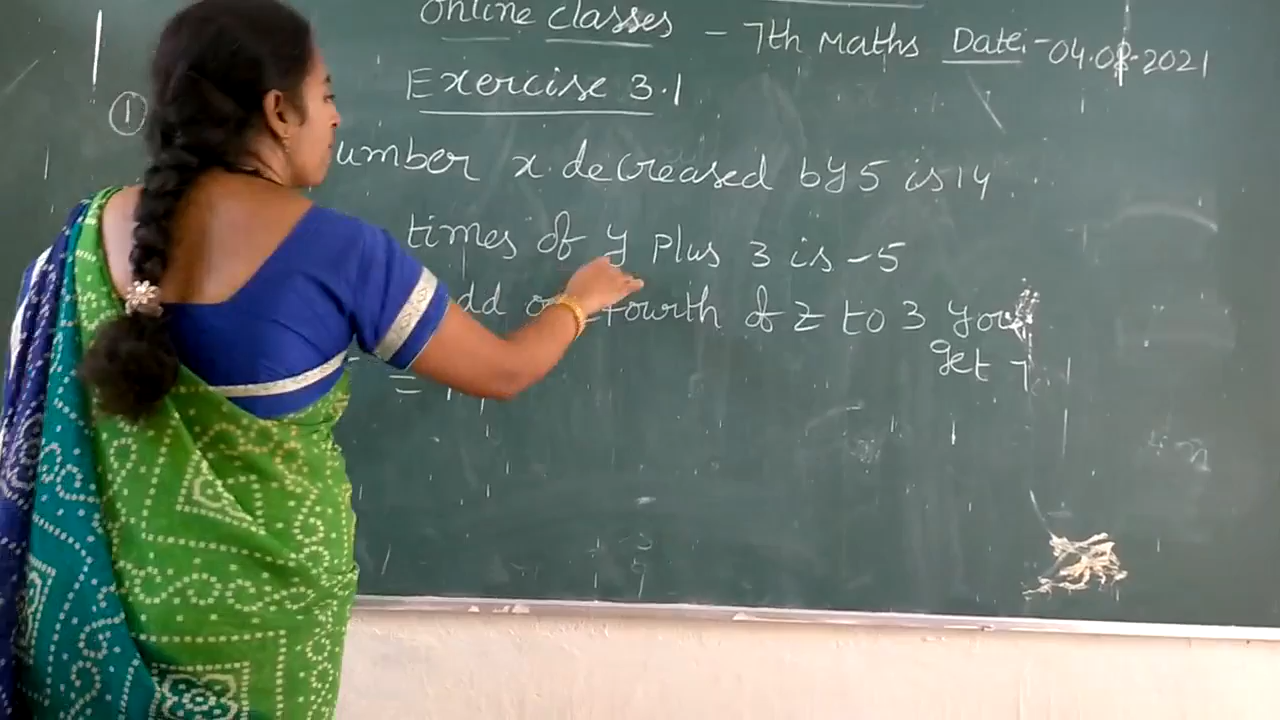 Online Classes - 7th Maths Date:- 04.08.2021
Exercise 3.1
①
umber x decreased by 5 is 14
times of y plus 3 is -5
dd fourth of z to 3 you
get 7
=